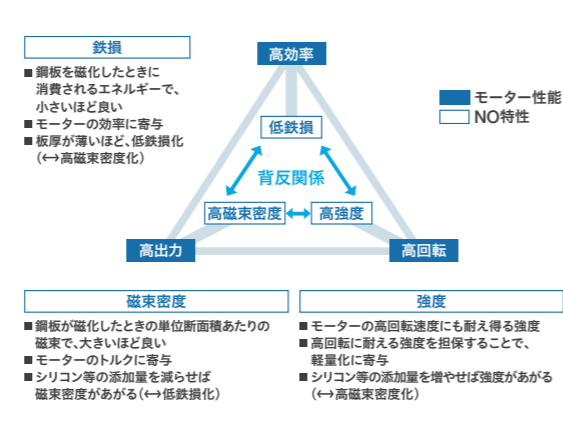 鉄損
■鋼板を磁化したときに
消費されるエネルギーで、
小さいほど良い
■モーターの効率に寄与
■板厚が薄いほど、低鉄損化
(↔高磁束密度化)
高効率
モーター性能
NO特性
低鉄損
背反関係
高磁束密度
高強度
高出力
高回転
磁束密度
■鋼板が磁化したときの単位断面積あたりの
磁束で、大きいほど良い
■モーターのトルクに寄与
■シリコン等の添加量を減らせば
磁束密度があがる(↔低鉄損化)
強度
■モーターの高回転速度にも耐え得る強度
■高回転に耐える強度を担保することで、
軽量化に寄与
■シリコン等の添加量を増やせば強度があがる
(↔高磁束密度化)